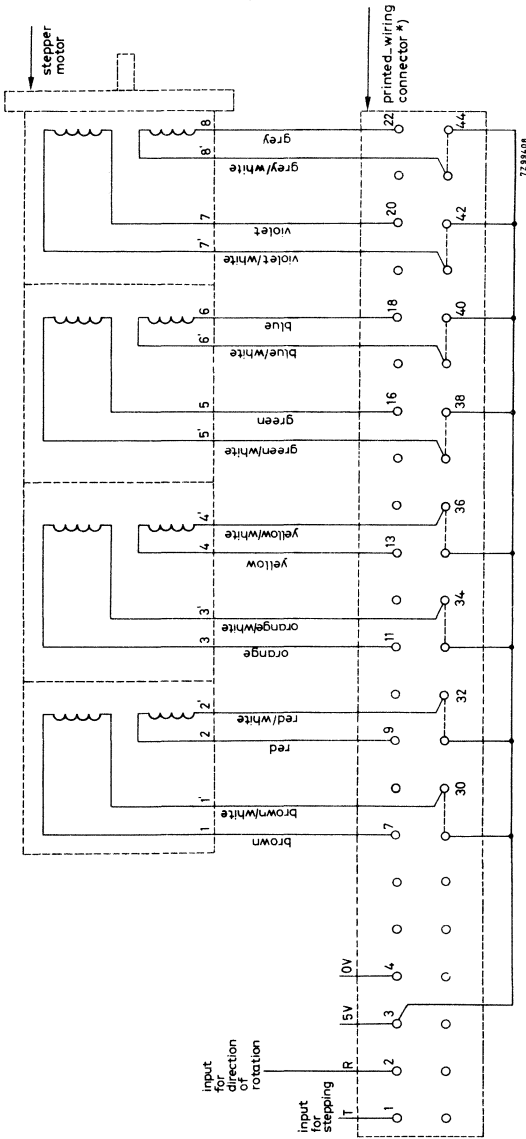 stepper
motor
8
8'
7
7'
6
6'
5
5'
4'
4
3'
3
2'
2
1'
1
grey
grey/white
violet
violet/white
blue
blue/white
green
green/white
yellow/white
yellow
orange/white
orange
red/white
red
brown/white
brown
printed_wiring
connector *)
22
20
18
16
13
11
9
7
4
3
2
1
44
42
40
38
36
34
32
30
0V
5V
R
T
input
for
direction
of
rotation
input
for
stepping
7Z99408